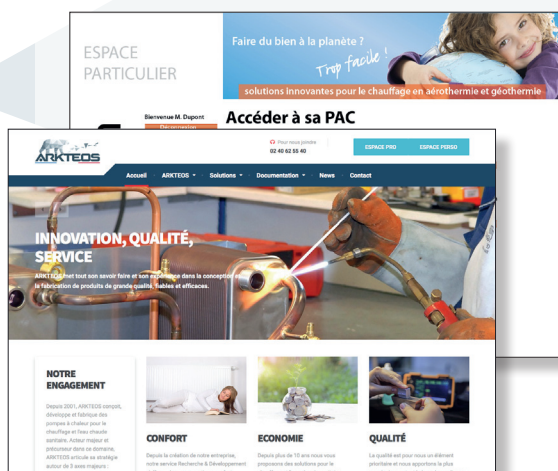 ESPACE
PARTICULIER
Faire du bien à la planète ?
Trop facile !
solutions innovantes pour le chauffage en aérothermie et géothermie
Bienvenue M. Dupont
Accéder à sa PAC
Déconnexion
ARKTEOS
Pour nous joindre
02 40 62 55 40
ESPACE PRO
ESPACE PERSO
Accueil
ARKTEOS
Solutions
Documentation
News
Contact
INNOVATION, QUALITÉ,
SERVICE
ARKTEOS met tout son savoir faire et son expérience dans la conception et
la fabrication de produits de grande qualité, fiables et efficaces.
NOTRE
ENGAGEMENT
Depuis 2001, ARKTEOS conçoit,
développe et fabrique des
pompes à chaleur pour le
chauffage et l'eau chaude
sanitaire. Acteur majeur et
précurseur dans ce domaine,
ARKTEOS articule sa stratégie
autour de 3 axes majeurs :
CONFORT
Depuis la création de notre entreprise,
notre service Recherche & Développement
ECONOMIE
Depuis plus de 10 ans nous vous
proposons des solutions pour le
QUALITÉ
La qualité est pour nous un élément
prioritaire et nous apportons la plus